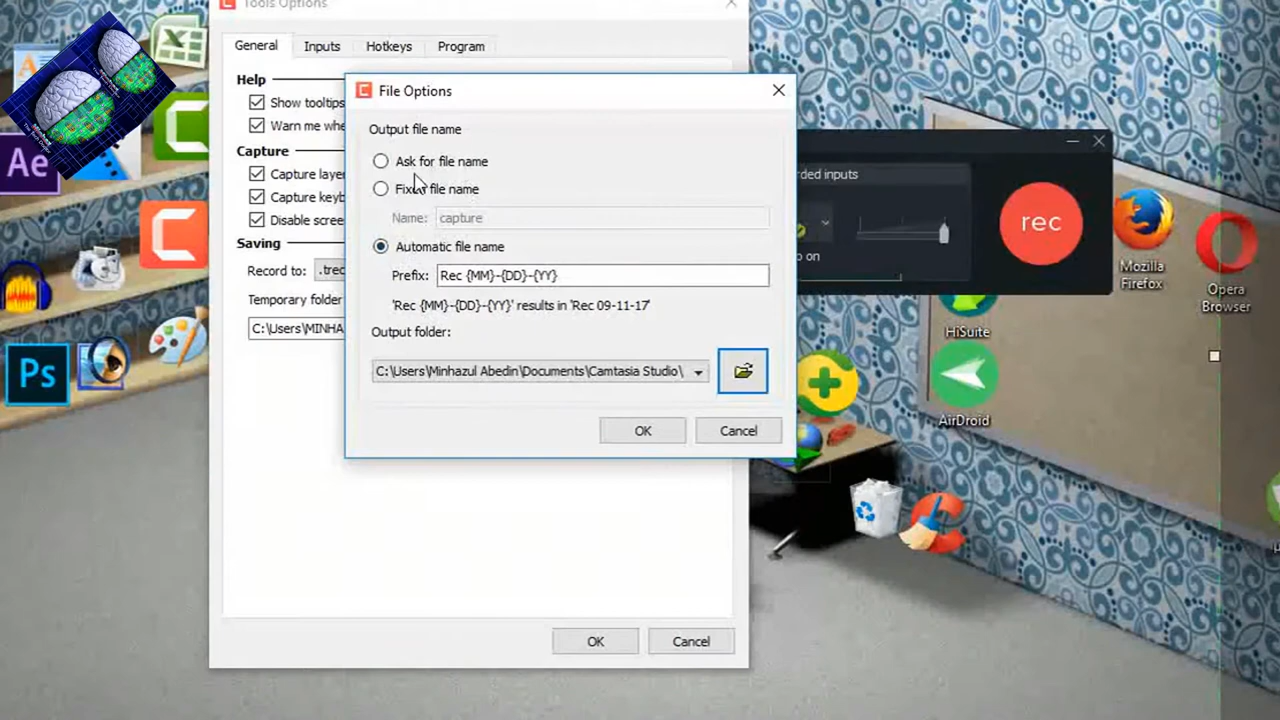 Tools Options
General
Inputs
Hotkeys
Program
Help
Show tooltips
Warn me whe
Capture
Capture laye
Capture keyb
Disable scree
Saving
Record to:
.trec
Temporary folder
C:\Users\MINHA
OK
Cancel
File Options
Output file name
Ask for file name
Fixed file name
Name:
capture
Automatic file name
Prefix:
Rec {MM}-{DD}-{YY}
'Rec {MM}-{DD}-{YY}' results in 'Rec 09-11-17'
Output folder:
C:\Users\Minhazul Abedin\Documents\Camtasia Studio\
OK
Cancel
rded inputs
o on
rec
Ae
Ps
Mozilla
Firefox
Opera
Browser
HiSuite
AirDroid